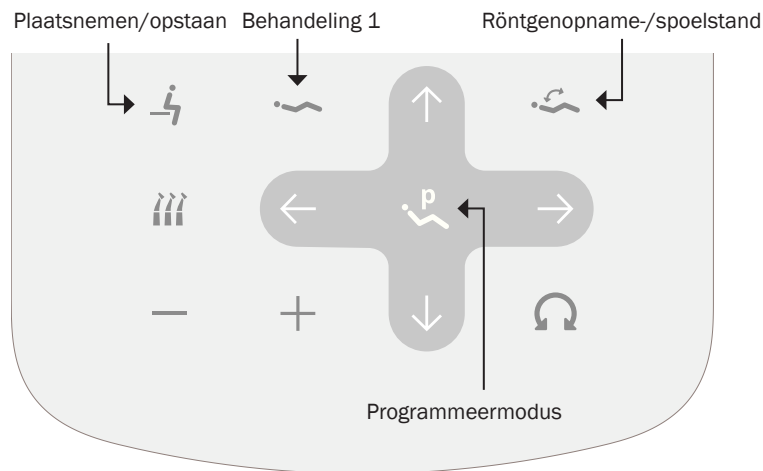 Plaatsnemen/opstaan Behandeling 1 Röntgenopname-/spoelstand
p
Programmeermodus